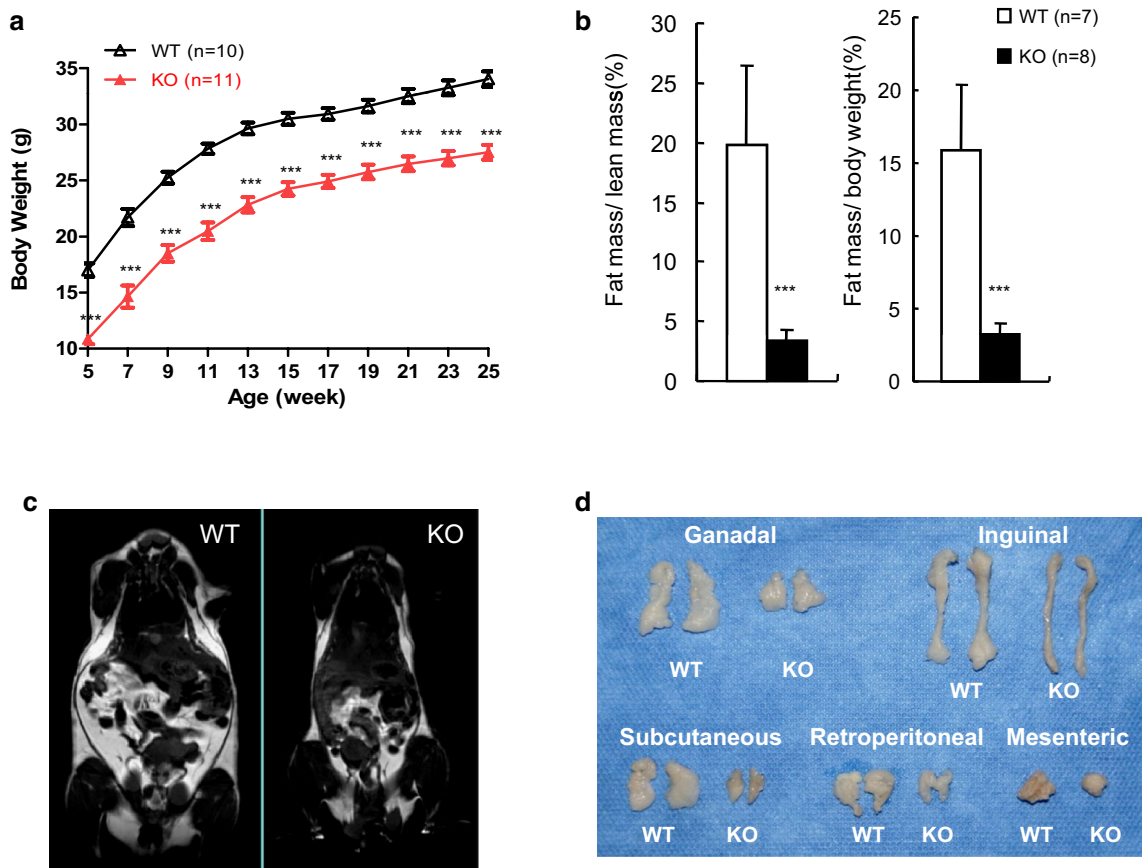 a
WT (n=10)
KO (n=11)
Body Weight (g)
35
30
25
20
15
10
***
***
***
***
***
***
***
***
***
***
***
5 7 9 11 13 15 17 19 21 23 25
Age (week)
b
WT (n=7)
KO (n=8)
Fat mass/ lean mass(%)
30
25
20
15
10
5
0
***
Fat mass/ body weight(%)
25
20
15
10
5
0
***
c
WT
KO
d
Ganadal
Inguinal
WT
KO
WT
KO
Subcutaneous
Retroperitoneal
Mesenteric
WT
KO
WT
KO
WT
KO